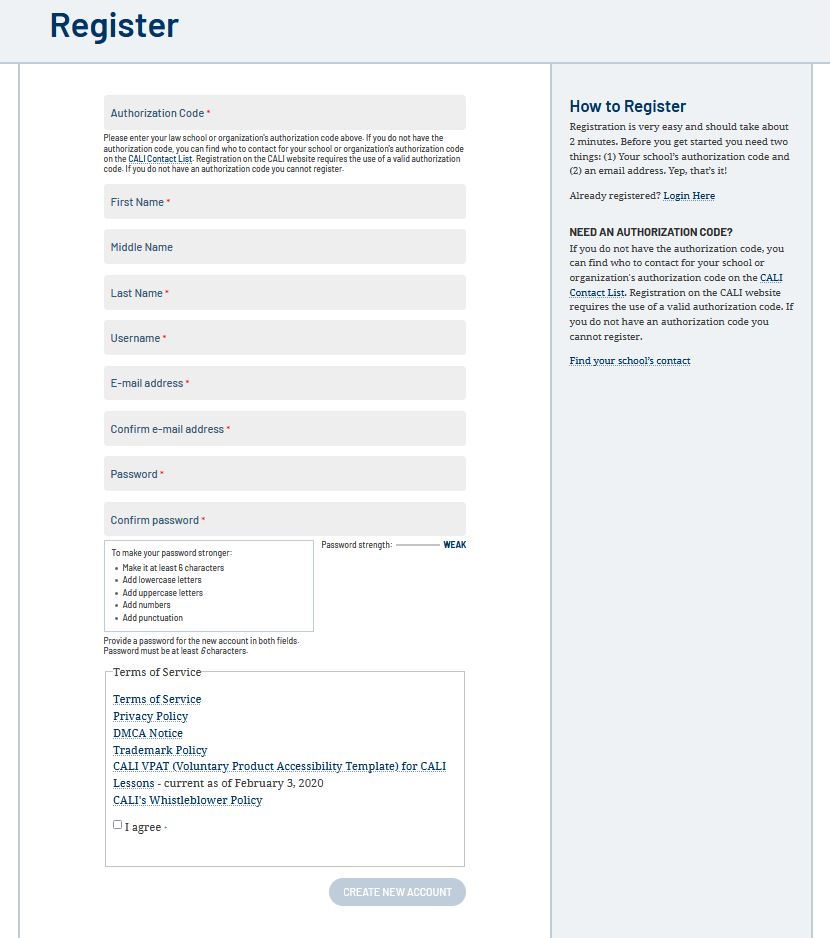 Register
Authorization Code *
Please enter your law school or organization's authorization code above. If you do not have the
authorization code, you can find who to contact for your school or organization's authorization code
on the CALI Contact List. Registration on the CALI website requires the use of a valid authorization
code. If you do not have an authorization code you cannot register.
First Name *
Middle Name
Last Name *
Username *
E-mail address *
Confirm e-mail address *
Password *
Confirm password *
Password strength: WEAK
To make your password stronger:
• Make it at least 6 characters
• Add lowercase letters
• Add uppercase letters
• Add numbers
• Add punctuation
Provide a password for the new account in both fields.
Password must be at least 6 characters.
Terms of Service
Terms of Service
Privacy Policy
DMCA Notice
Trademark Policy
CALI VPAT (Voluntary Product Accessibility Template) for CALI
Lessons - current as of February 3, 2020
CALI's Whistleblower Policy
I agree *
CREATE NEW ACCOUNT
How to Register
Registration is very easy and should take about
2 minutes. Before you get started you need two
things: (1) Your school's authorization code and
(2) an email address. Yep, that's it!
Already registered? Login Here
NEED AN AUTHORIZATION CODE?
If you do not have the authorization code, you
can find who to contact for your school or
organization's authorization code on the CALI
Contact List. Registration on the CALI website
requires the use of a valid authorization code. If
you do not have an authorization code you
cannot register.
Find your school's contact